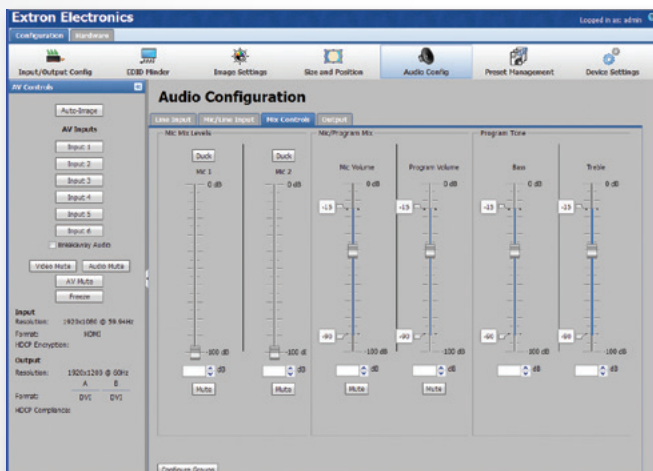 Extron Electronics
Logged in as: admin
Configuration Hardware
Input/Output Config EDID Minder Image Settings Size and Position Audio Config Preset Management Device Settings
AV Controls
Auto-Image
AV Inputs
Input 1
Input 2
Input 3
Input 4
Input 5
Input 6
Breakaway Audio
Video Mute Audio Mute
AV Mute
Freeze
Input
Resolution: 1920x1080 @ 59.94Hz
Format: HDMI
HDCP Encryption:
Output
Resolution: 1920x1200 @ 60Hz
A B
Format: DVI DVI
HDCP Compliance:
Audio Configuration
Line Input Mic/Line Input Mix Controls Output
Mic Mix Levels
Duck Duck
Mic 1 Mic 2
0 dB 0 dB
-100 dB -100 dB
dB dB
Mute Mute
Mic/Program Mix
Mic Volume Program Volume
0 dB 0 dB
-15 -15
-90 -90
-100 dB -100 dB
dB dB
Mute Mute
Program Tone
Bass Treble
0 dB 0 dB
-15 -15
-60 -60
-100 dB -100 dB
dB dB
Configure Groups